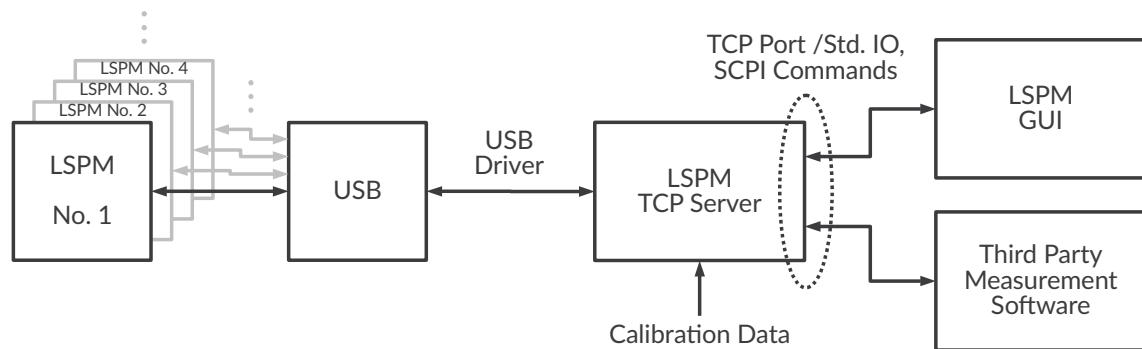 LSPM No. 4
LSPM No. 3
LSPM No. 2
LSPM
No. 1
USB
USB
Driver
LSPM
TCP Server
Calibration Data
TCP Port /Std. IO,
SCPI Commands
LSPM
GUI
Third Party
Measurement
Software